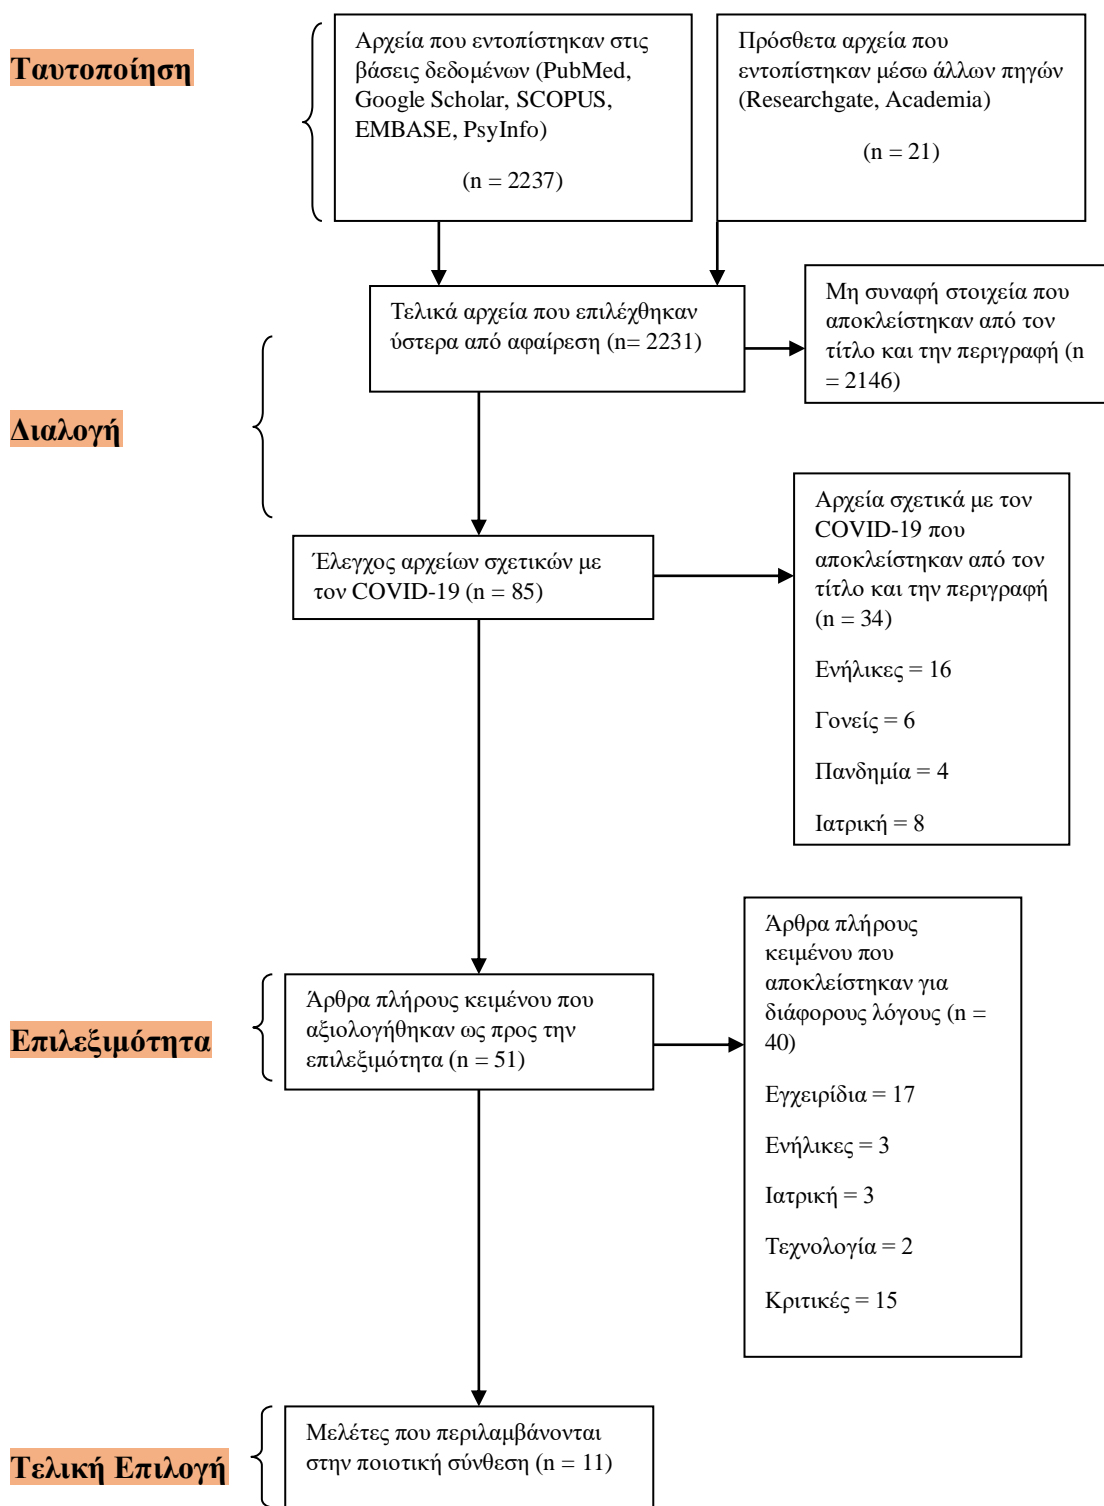 Ταυτοποίηση
Αρχεία που εντοπίστηκαν στις
βάσεις δεδομένων (PubMed,
Google Scholar, SCOPUS,
EMBASE, PsyInfo)
(n = 2237)
Πρόσθετα αρχεία που
εντοπίστηκαν μέσω άλλων πηγών
(Researchgate, Academia)
(n = 21)
Τελικά αρχεία που επιλέχθηκαν
ύστερα από αφαίρεση (n= 2231)
Μη συναφή στοιχεία που
αποκλείστηκαν από τον
τίτλο και την περιγραφή (n
= 2146)
Διαλογή
Έλεγχος αρχείων σχετικών με
τον COVID-19 (n = 85)
Αρχεία σχετικά με τον
COVID-19 που
αποκλείστηκαν από τον
τίτλο και την περιγραφή
(n = 34)
Ενήλικες = 16
Γονείς = 6
Πανδημία = 4
Ιατρική = 8
Επιλεξιμότητα
Άρθρα πλήρους κειμένου που
αξιολογήθηκαν ως προς την
επιλεξιμότητα (n = 51)
Άρθρα πλήρους
κειμένου που
αποκλείστηκαν για
διάφορους λόγους (n =
40)
Εγχειρίδια = 17
Ενήλικες = 3
Ιατρική = 3
Τεχνολογία = 2
Κριτικές = 15
Τελική Επιλογή
Μελέτες που περιλαμβάνονται
στην ποιοτική σύνθεση (n = 11)